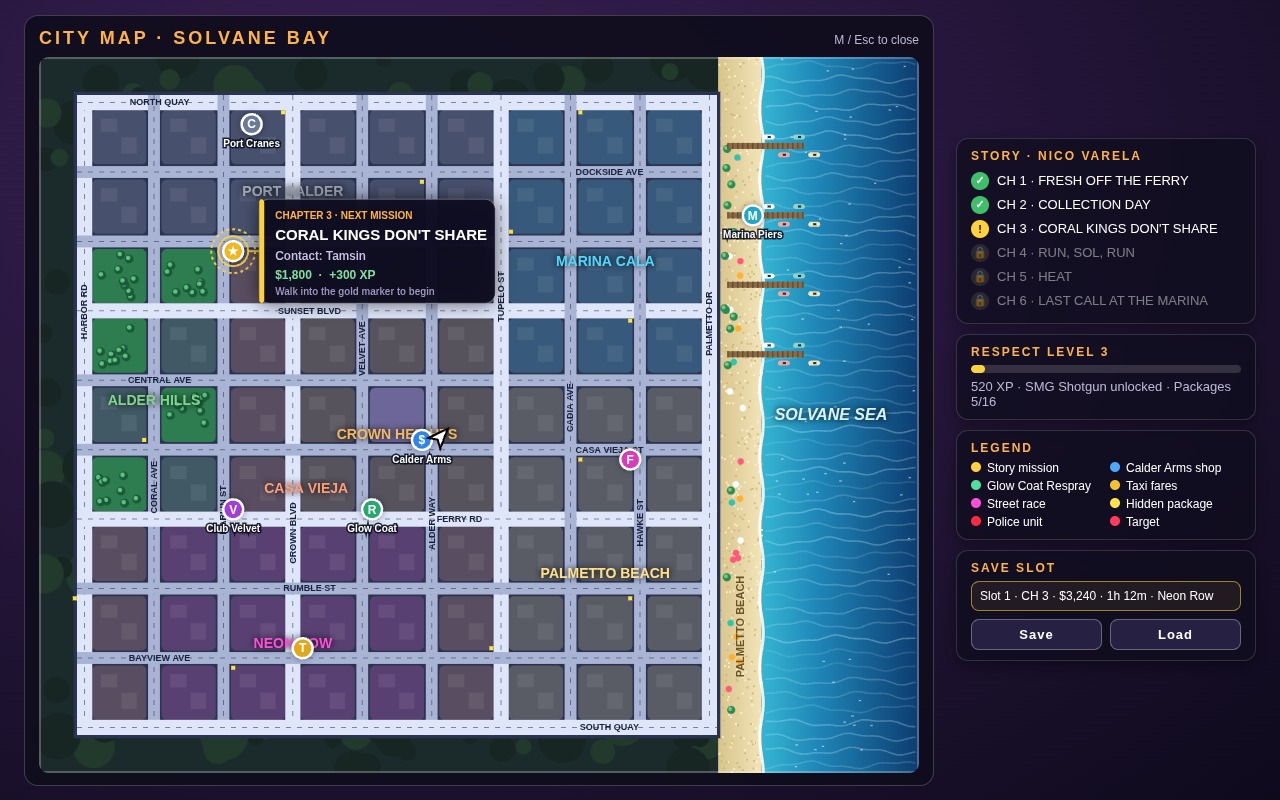 CITY MAP · SOLVANE BAY
M / Esc to close
NORTH QUAY
C
Port Cranes
DOCKSIDE AVE
PORT CALDER
CHAPTER 3 · NEXT MISSION
CORAL KINGS DON'T SHARE
Contact: Tamsin
$1,800 · +300 XP
Walk into the gold marker to begin
M
Marina Piers
MARINA CALA
HARBOR RD
SUNSET BLVD
TUPELO ST
PALMETTO DR
VELVET AVE
CENTRAL AVE
ALDER HILLS
CADIA AVE
SOLVANE SEA
CROWN HEIGHTS
$
Calder Arms
CASA VIEJA ST
F
CORAL AVE
CASA VIEJA
V
Club Velvet
R
Glow Coat
CROWN BLVD
ALDER WAY
FERRY RD
HAWKE ST
PALMETTO BEACH
RUMBLE ST
PALMETTO BEACH
NEON ROW
T
BAYVIEW AVE
SOUTH QUAY
STORY · NICO VARELA
CH 1 · FRESH OFF THE FERRY
CH 2 · COLLECTION DAY
! CH 3 · CORAL KINGS DON'T SHARE
CH 4 · RUN, SOL, RUN
CH 5 · HEAT
CH 6 · LAST CALL AT THE MARINA
RESPECT LEVEL 3
520 XP · SMG Shotgun unlocked · Packages
5/16
LEGEND
Story mission
Calder Arms shop
Glow Coat Respray
Taxi fares
Street race
Hidden package
Police unit
Target
SAVE SLOT
Slot 1 · CH 3 · $3,240 · 1h 12m · Neon Row
Save
Load